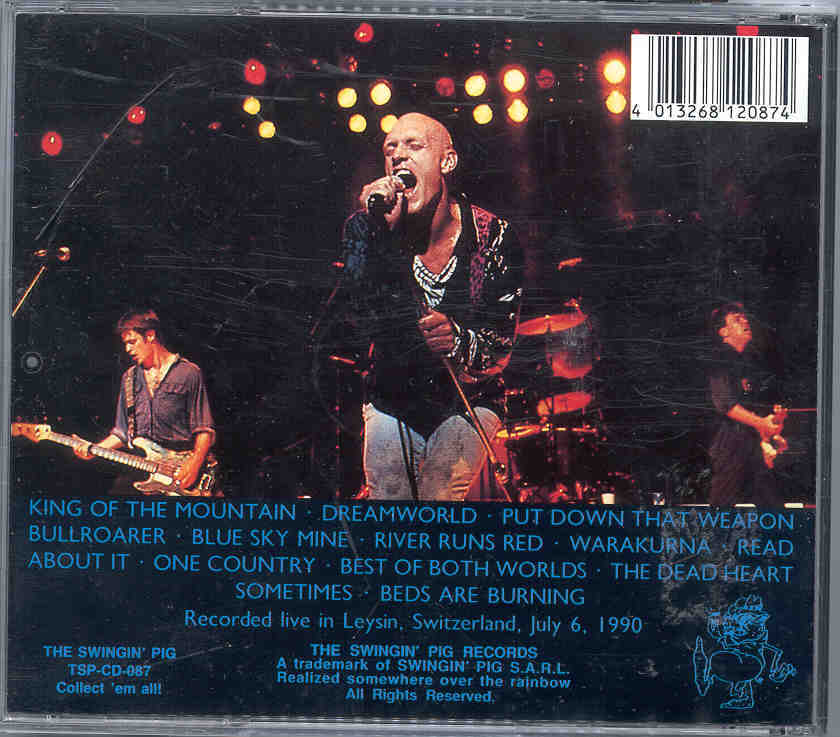 4 013268 120874
KING OF THE MOUNTAIN · DREAMWORLD · PUT DOWN THAT WEAPON
BULLROARER · BLUE SKY MINE · RIVER RUNS RED · WARAKURNA · READ
ABOUT IT · ONE COUNTRY · BEST OF BOTH WORLDS · THE DEAD HEART
SOMETIMES · BEDS ARE BURNING
Recorded live in Leysin, Switzerland, July 6, 1990
THE SWINGIN' PIG
TSP-CD-087
Collect 'em all!
THE SWINGIN' PIG RECORDS
A trademark of SWINGIN' PIG S.A.R.L.
Realized somewhere over the rainbow
All Rights Reserved.